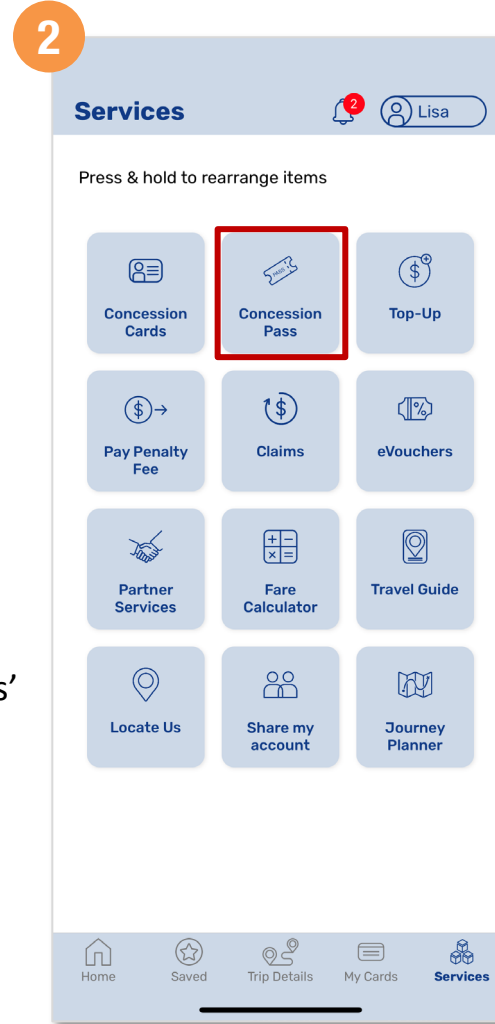 2
Services
2
Lisa
Press & hold to rearrange items
Concession
Cards
PASS
Concession
Pass
Top-Up
Pay Penalty
Fee
Claims
eVouchers
Partner
Services
Fare
Calculator
Travel Guide
s’
Locate Us
Share my
account
Journey
Planner
Home
Saved
Trip Details
My Cards
Services